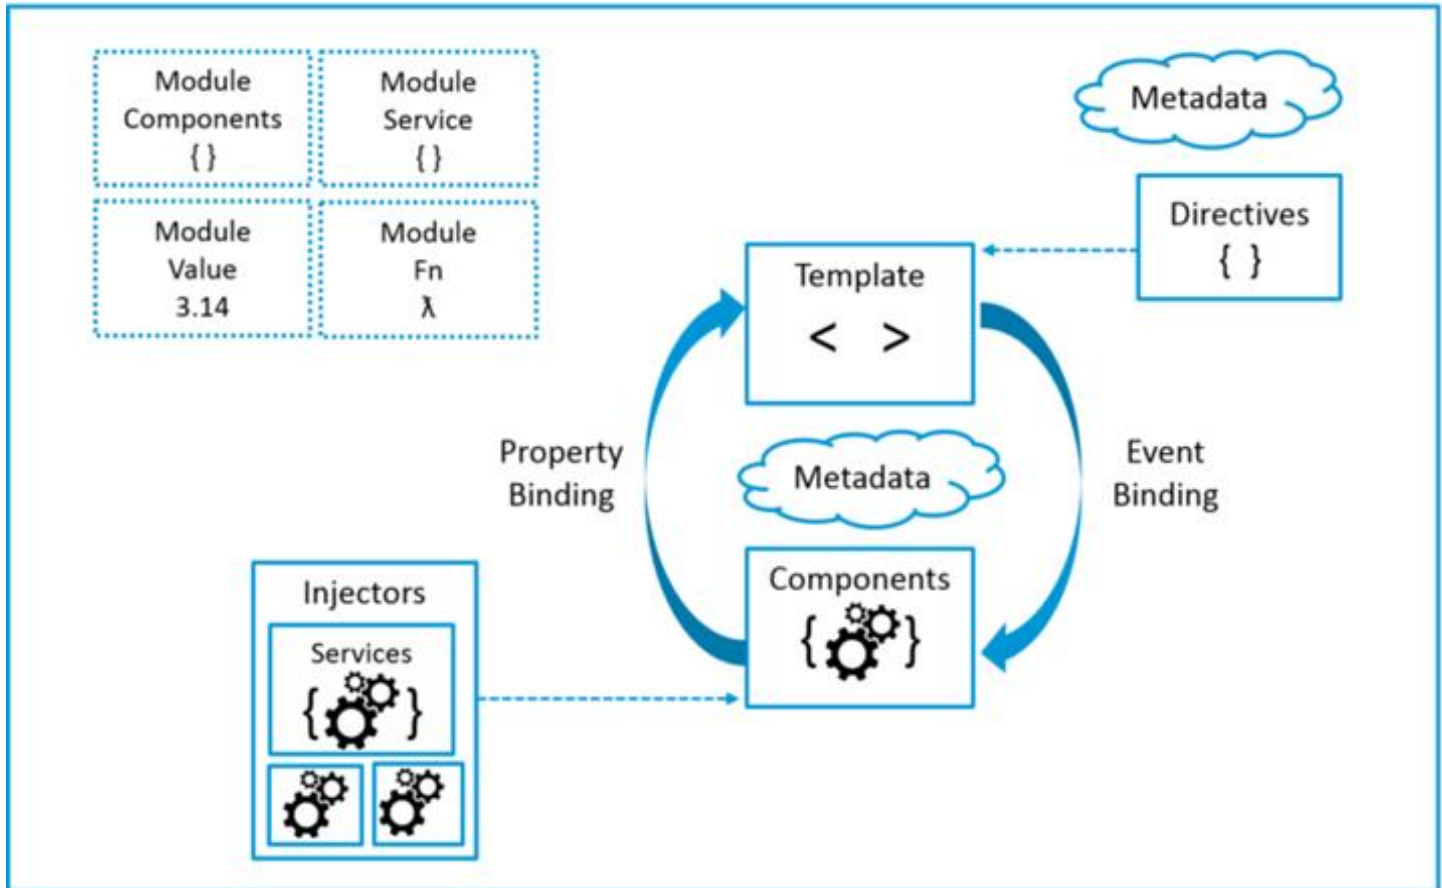 Module
Components
{ }
Module
Service
{ }
Module
Value
3.14
Module
Fn
λ
Metadata
Directives
{ }
Template
< >
Property
Binding
Metadata
Event
Binding
Components
{ }
Injectors
Services
{ }